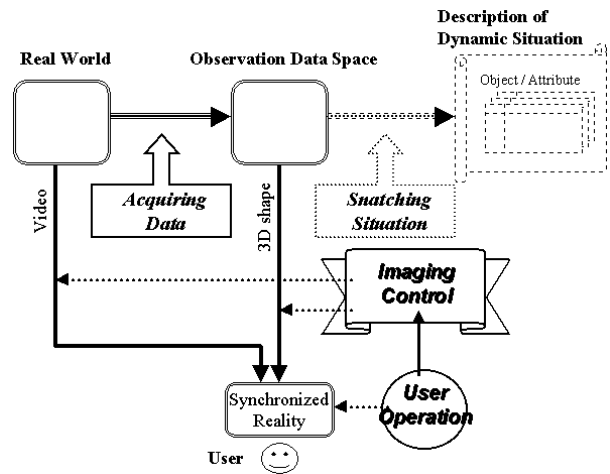 Description of
Dynamic Situation
Real World
Observation Data Space
Object / Attribute
Acquiring
Data
Snatching
Situation
Video
3D shape
Imaging
Control
Synchronized
Reality
User
Operation
User